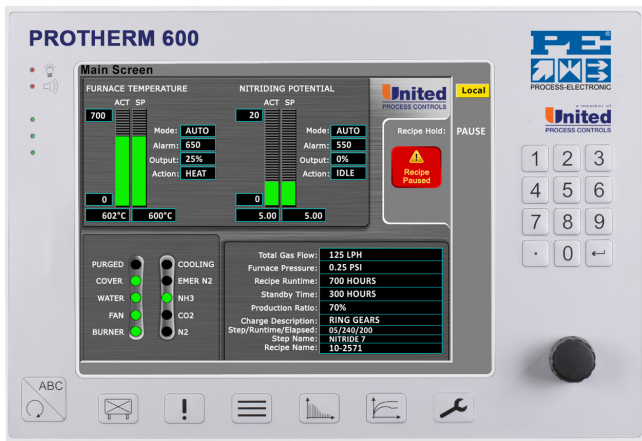 PROTHERM 600
PE
PROCESS-ELECTRONIC
a member of
United
PROCESS CONTROLS
Main Screen
FURNACE TEMPERATURE
ACT SP
700
Mode: AUTO
Alarm: 650
Output: 25%
Action: HEAT
0
602°C 600°C
NITRIDING POTENTIAL
ACT SP
20
Mode: AUTO
Alarm: 550
Output: 0%
Action: IDLE
0
5.00 5.00
United
PROCESS CONTROLS
Local
Recipe Hold: PAUSE
Recipe
Paused
PURGED COOLING
COVER EMER N2
WATER NH3
FAN CO2
BURNER N2
Total Gas Flow: 125 LPH
Furnace Pressure: 0.25 PSI
Recipe Runtime: 700 HOURS
Standby Time: 300 HOURS
Production Ratio: 70%
Charge Description: RING GEARS
Step/Runtime/Elapsed: 05/240/200
Step Name: NITRIDE 7
Recipe Name: 10-2571
1 2 3
4 5 6
7 8 9
. 0
ABC
!